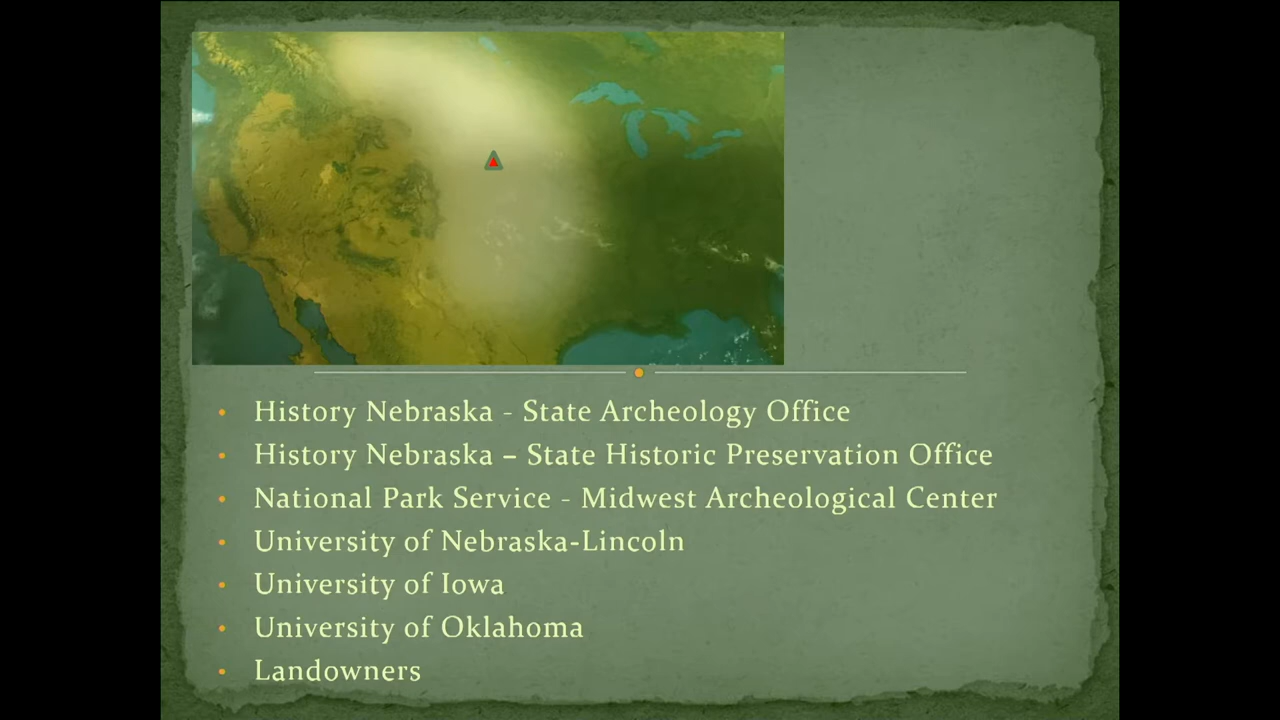 • History Nebraska - State Archeology Office
• History Nebraska – State Historic Preservation Office
• National Park Service - Midwest Archeological Center
• University of Nebraska-Lincoln
• University of Iowa
• University of Oklahoma
• Landowners